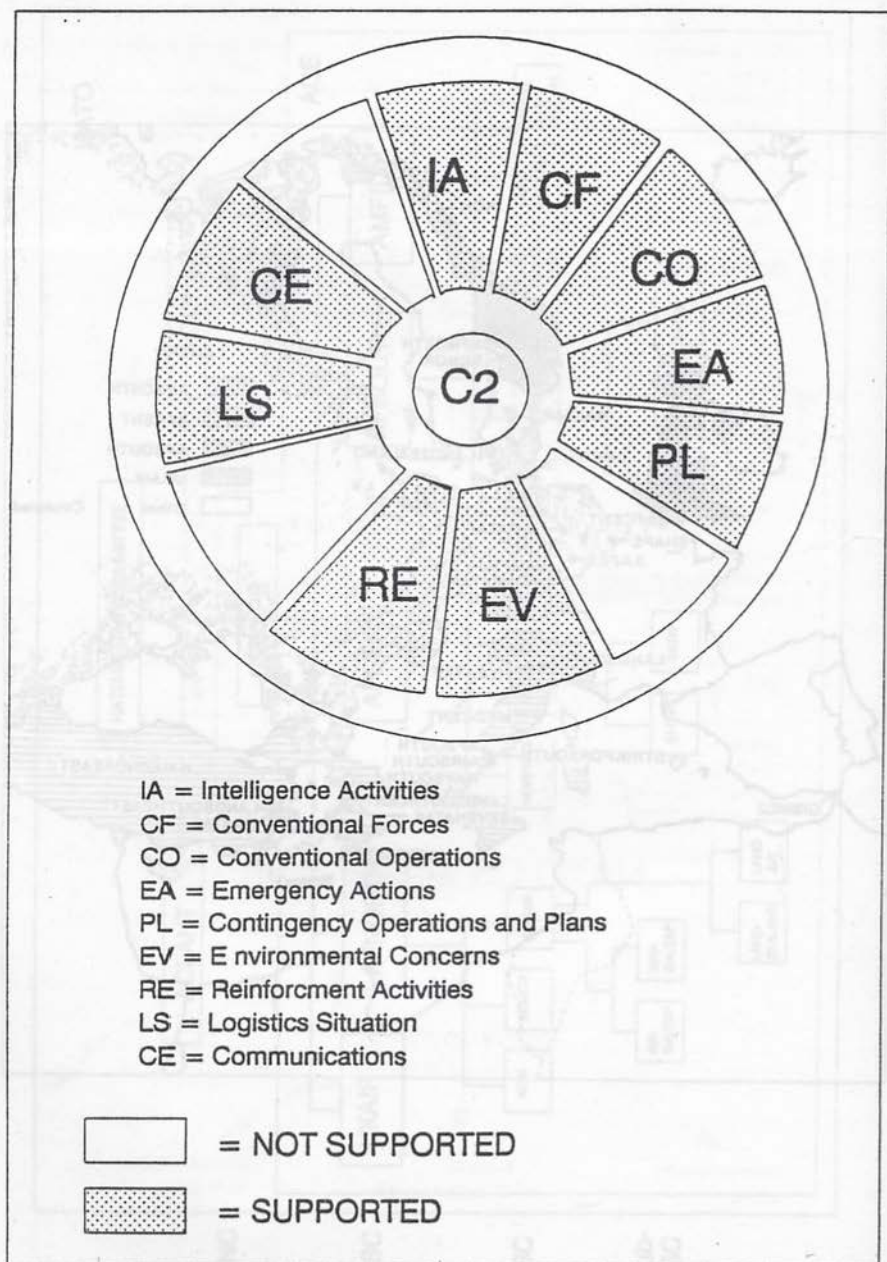 IA
CF
CO
EA
PL
EV
RE
LS
CE
C2
IA = Intelligence Activities
CF = Conventional Forces
CO = Conventional Operations
EA = Emergency Actions
PL = Contingency Operations and Plans
EV = E nvironmental Concerns
RE = Reinforcment Activities
LS = Logistics Situation
CE = Communications
= NOT SUPPORTED
= SUPPORTED